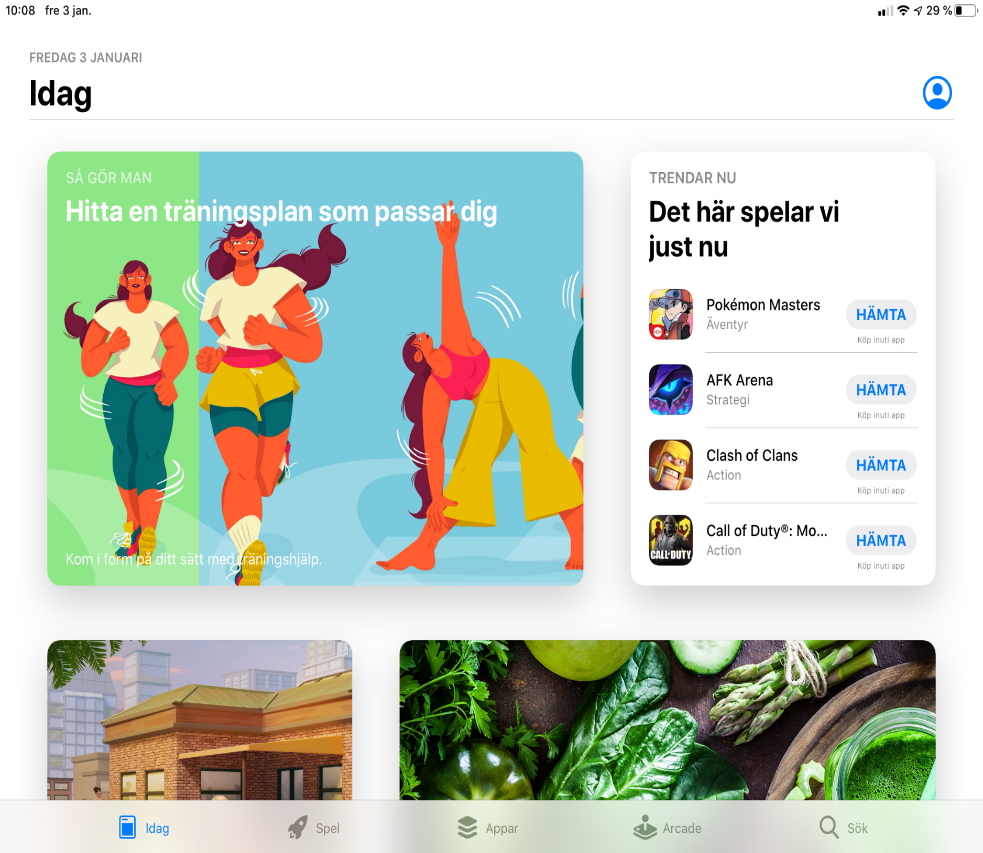 10:08 fre 3 jan.
29 %
FREDAG 3 JANUARI
Idag
SÅ GÖR MAN
Hitta en träningsplan som passar dig
Kom i form på ditt sätt med träningshjälp.
TRENDAR NU
Det här spelar vi
just nu
Pokémon Masters
Äventyr
HÄMTA
Köp inuti app
AFK Arena
Strategi
HÄMTA
Köp inuti app
Clash of Clans
Action
HÄMTA
Köp inuti app
CALL OF DUTY
Call of Duty®: Mo...
Action
HÄMTA
Köp inuti app
Idag
Spel
Appar
Arcade
Sök